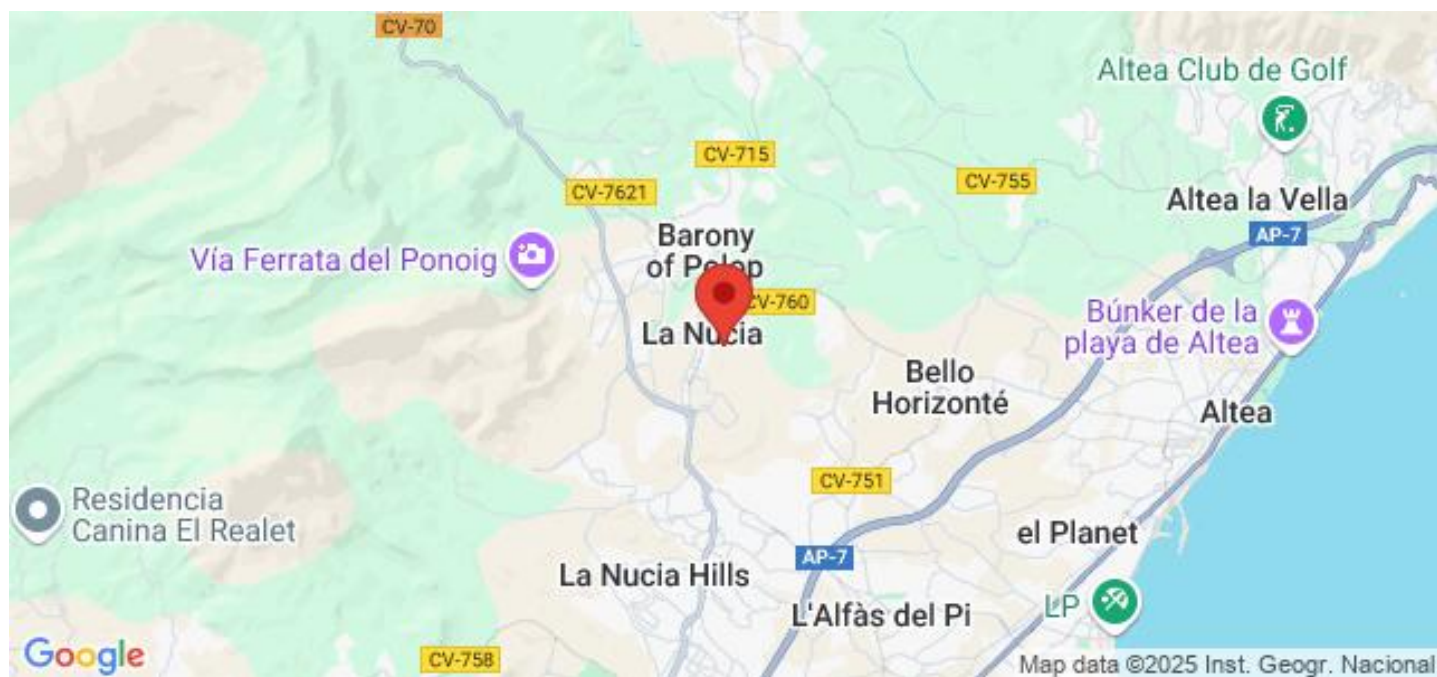 CV-70
Altea Club de Golf
CV-715
CV-755
CV-7621
Altea la Vella
AP-7
Barony
of Polop
Vía Ferrata del Ponoig
CV-760
La Nucia
Búnker de la
playa de Altea
Bello
Horizonté
Altea
CV-751
Residencia
Canina El Realet
el Planet
AP-7
La Nucia Hills
L'Alfàs del Pi
LP
Google
CV-758
Map data ©2025 Inst. Geogr. Nacional